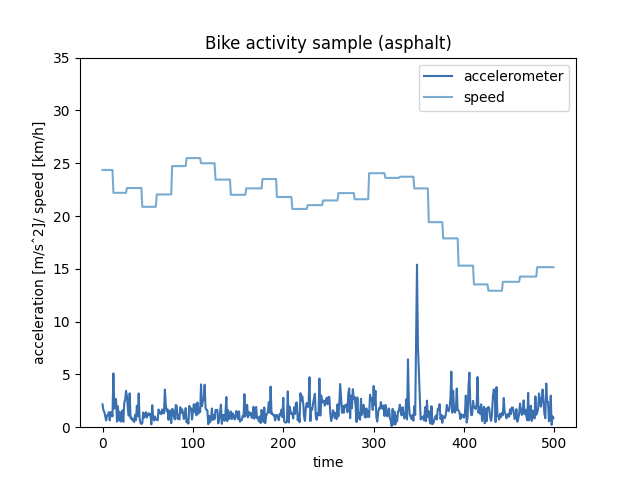 Bike activity sample (asphalt)
accelerometer
speed
acceleration [m/sˆ2]/ speed [km/h]
35
30
25
20
15
10
5
0
0 100 200 300 400 500
time